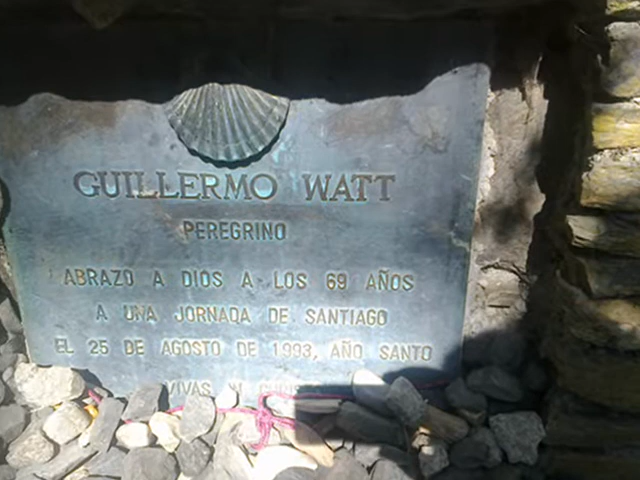 GUILLERMO WATT
PEREGRINO
ABRAZO A DIOS A LOS 69 AÑOS
A UNA JORNADA DE SANTIAGO
EL 25 DE AGOSTO DE 1993, AÑO SANTO
VIVAS